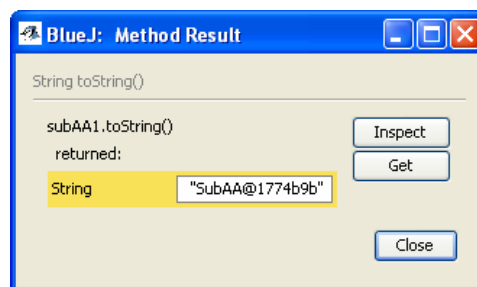 BlueJ: Method Result
String toString()
subAA1.toString()
returned:
String "SubAA@1774b9b"
Inspect
Get
Close